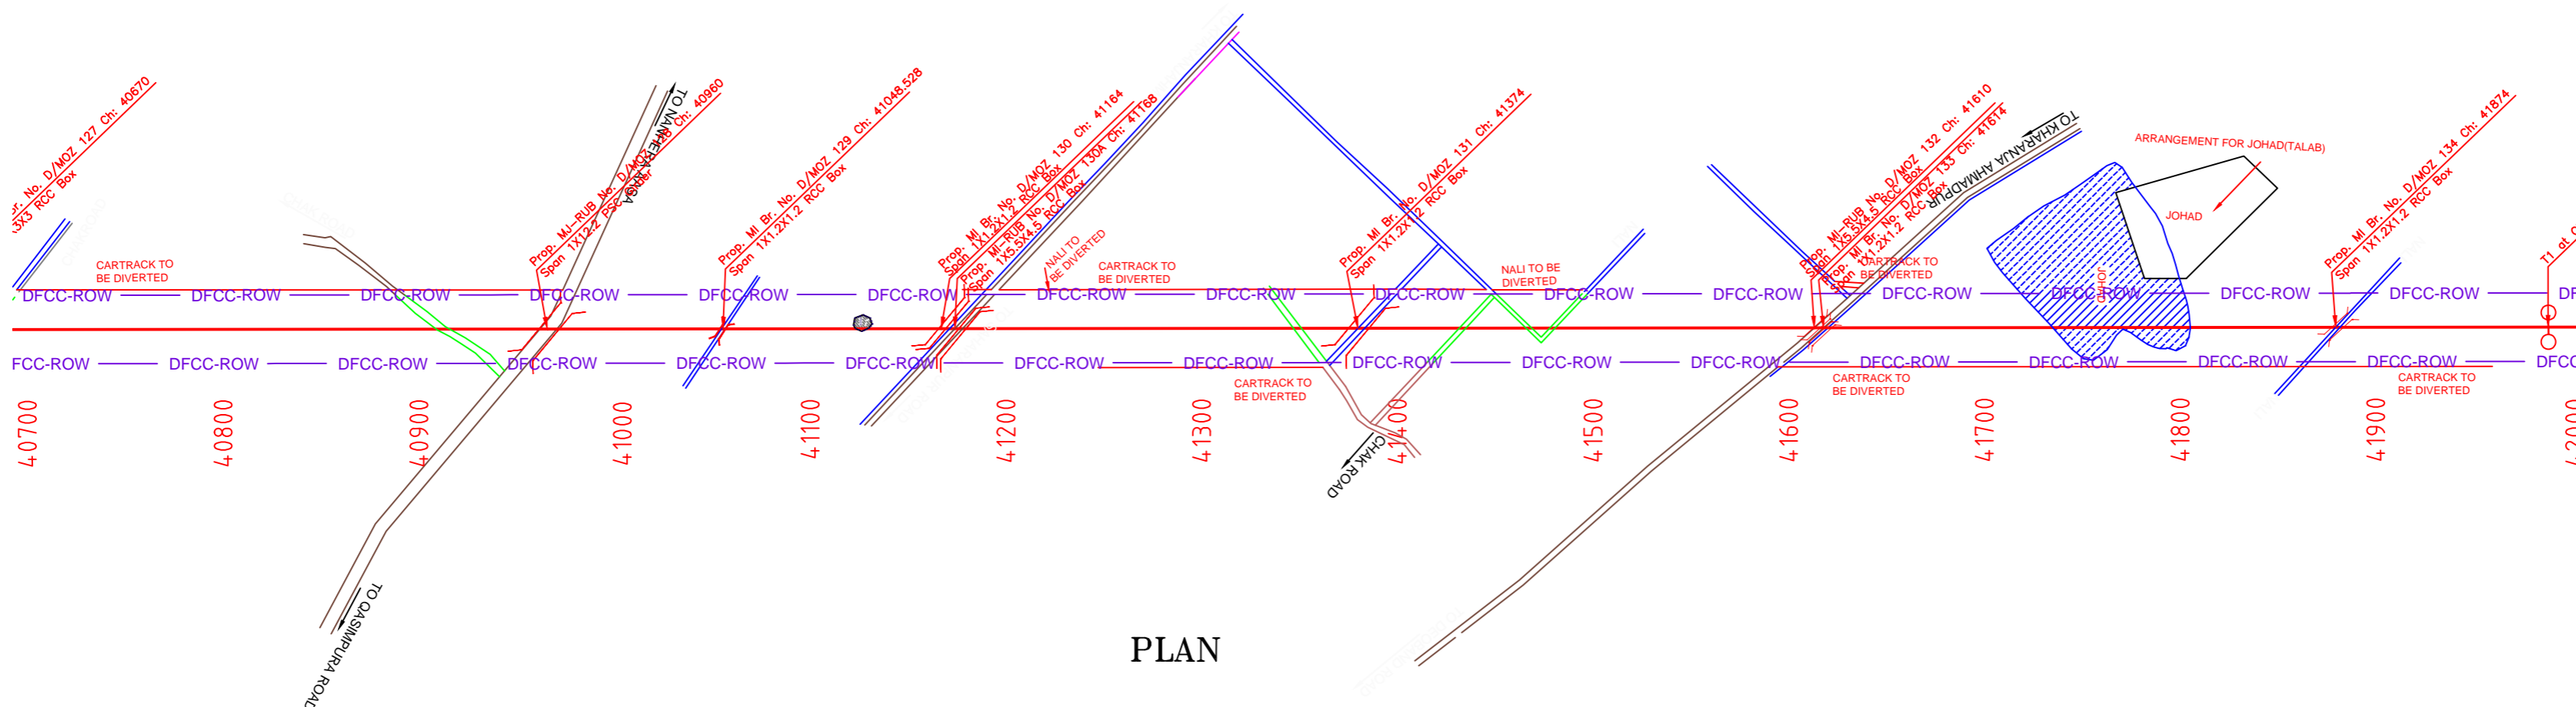 Br. No. D/MOZ 127 Ch: 40670
3X3 RCC Box
TO NANHERA ANGA
Prop. MJ-RUB No. D/MOZ 128 Ch: 40960
Span 1X12.2 PSC Girder
Prop. MI Br. No. D/MOZ 129 Ch: 41048.528
Span 1X1.2X1.2 RCC Box
Prop. MI Br. No. D/MOZ 130 Ch: 41164
Span 1X1.2X1.2 RCC Box
Prop. MI-RUB No. D/MOZ 130A Ch: 41168
Span 1X5.5X4.5 RCC Box
Prop. MI Br. No. D/MOZ 131 Ch: 41374
Span 1X1.2X1.2 RCC Box
Prop. MI-RUB No. D/MOZ 132 Ch: 41610
Span 1X5.5X4.5 RCC Box
Prop. MI Br. No. D/MOZ 133 Ch: 41614
Span 1X1.2X1.2 RCC Box
TO KHARANJA AHMADPUR
ARRANGEMENT FOR JOHAD(TALAB)
JOHAD
JOHAD
Prop. MI Br. No. D/MOZ 134 Ch: 41874
Span 1X1.2X1.2 RCC Box
T1 at
CARTRACK TO
BE DIVERTED
NALI TO
BE DIVERTED
CARTRACK TO
BE DIVERTED
NALI TO BE
DIVERTED
CARTRACK TO
BE DIVERTED
DFCC-ROW DFCC-ROW DFCC-ROW DFCC-ROW DFCC-ROW DFCC-ROW DFCC-ROW DFCC-ROW DFCC-ROW DFCC-ROW DFCC-ROW DFCC-ROW DFCC-ROW DFCC-ROW DFCC-ROW DF
FCC-ROW DFCC-ROW DFCC-ROW DFCC-ROW DFCC-ROW DFCC-ROW DFCC-ROW DFCC-ROW DFCC-ROW DFCC-ROW DFCC-ROW DFCC-ROW DFCC-ROW DFCC-ROW DFCC-ROW DFCC
CARTRACK TO
BE DIVERTED
CARTRACK TO
BE DIVERTED
CARTRACK TO
BE DIVERTED
40700 40800 40900 41000 41100 41200 41300 41400 41500 41600 41700 41800 41900 42000
CHAK ROAD
TO QASIMPURA ROAD
PLAN